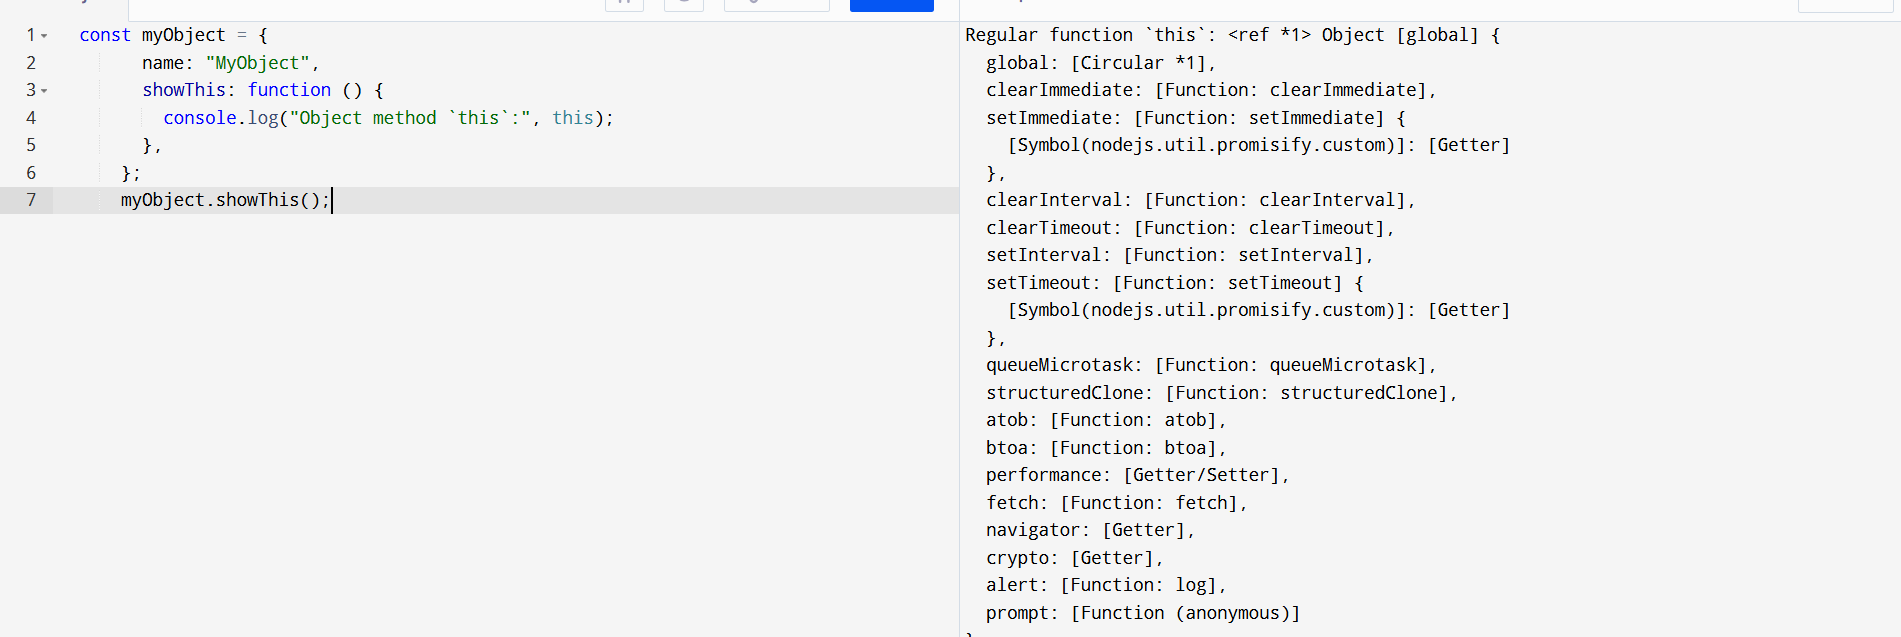 1 const myObject = {
2 name: "MyObject",
3 showThis: function () {
4 console.log("Object method `this`:", this);
5 },
6 };
7 myObject.showThis();
Regular function `this`: <ref *1> Object [global] {
global: [Circular *1],
clearImmediate: [Function: clearImmediate],
setImmediate: [Function: setImmediate] {
[Symbol(nodejs.util.promisify.custom)]: [Getter]
},
clearInterval: [Function: clearInterval],
clearTimeout: [Function: clearTimeout],
setInterval: [Function: setInterval],
setTimeout: [Function: setTimeout] {
[Symbol(nodejs.util.promisify.custom)]: [Getter]
},
queueMicrotask: [Function: queueMicrotask],
structuredClone: [Function: structuredClone],
atob: [Function: atob],
btoa: [Function: btoa],
performance: [Getter/Setter],
fetch: [Function: fetch],
navigator: [Getter],
crypto: [Getter],
alert: [Function: log],
prompt: [Function (anonymous)]